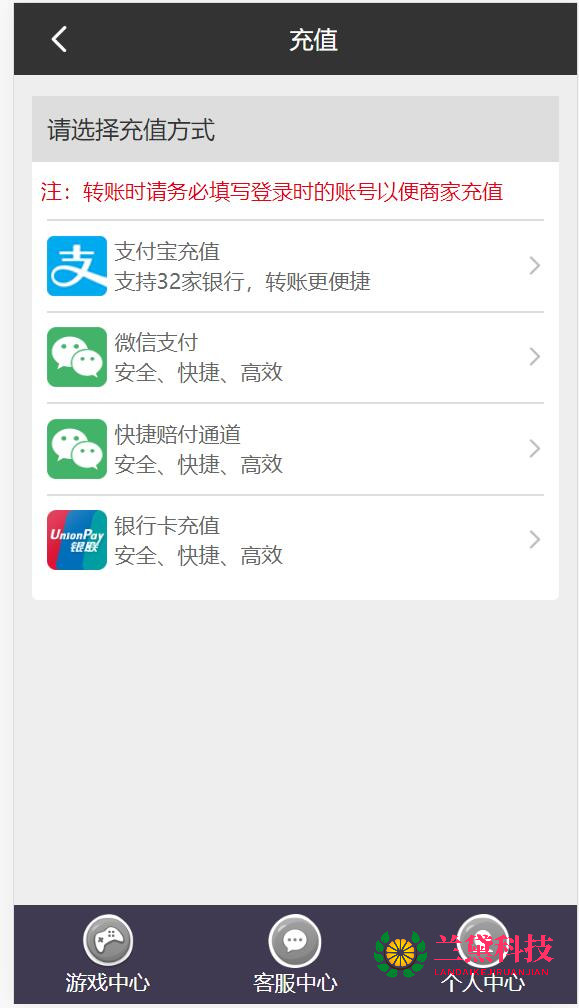 充值
请选择充值方式
注：转账时请务必填写登录时的账号以便商家充值
支付宝充值
支持32家银行，转账更便捷
微信支付
安全、快捷、高效
快捷赔付通道
安全、快捷、高效
UnionPay
银联
银行卡充值
安全、快捷、高效
游戏中心
客服中心
个人中心
兰黛科技